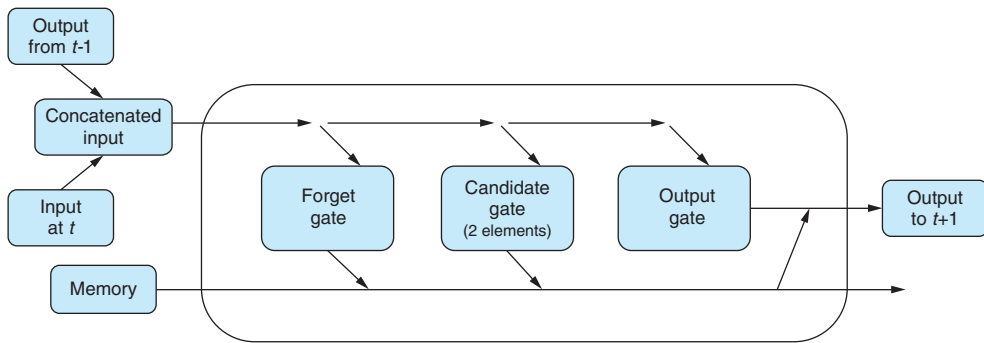 Output
from t-1
Concatenated
input
Input
at t
Memory
Forget
gate
Candidate
gate
(2 elements)
Output
gate
Output
to t+1